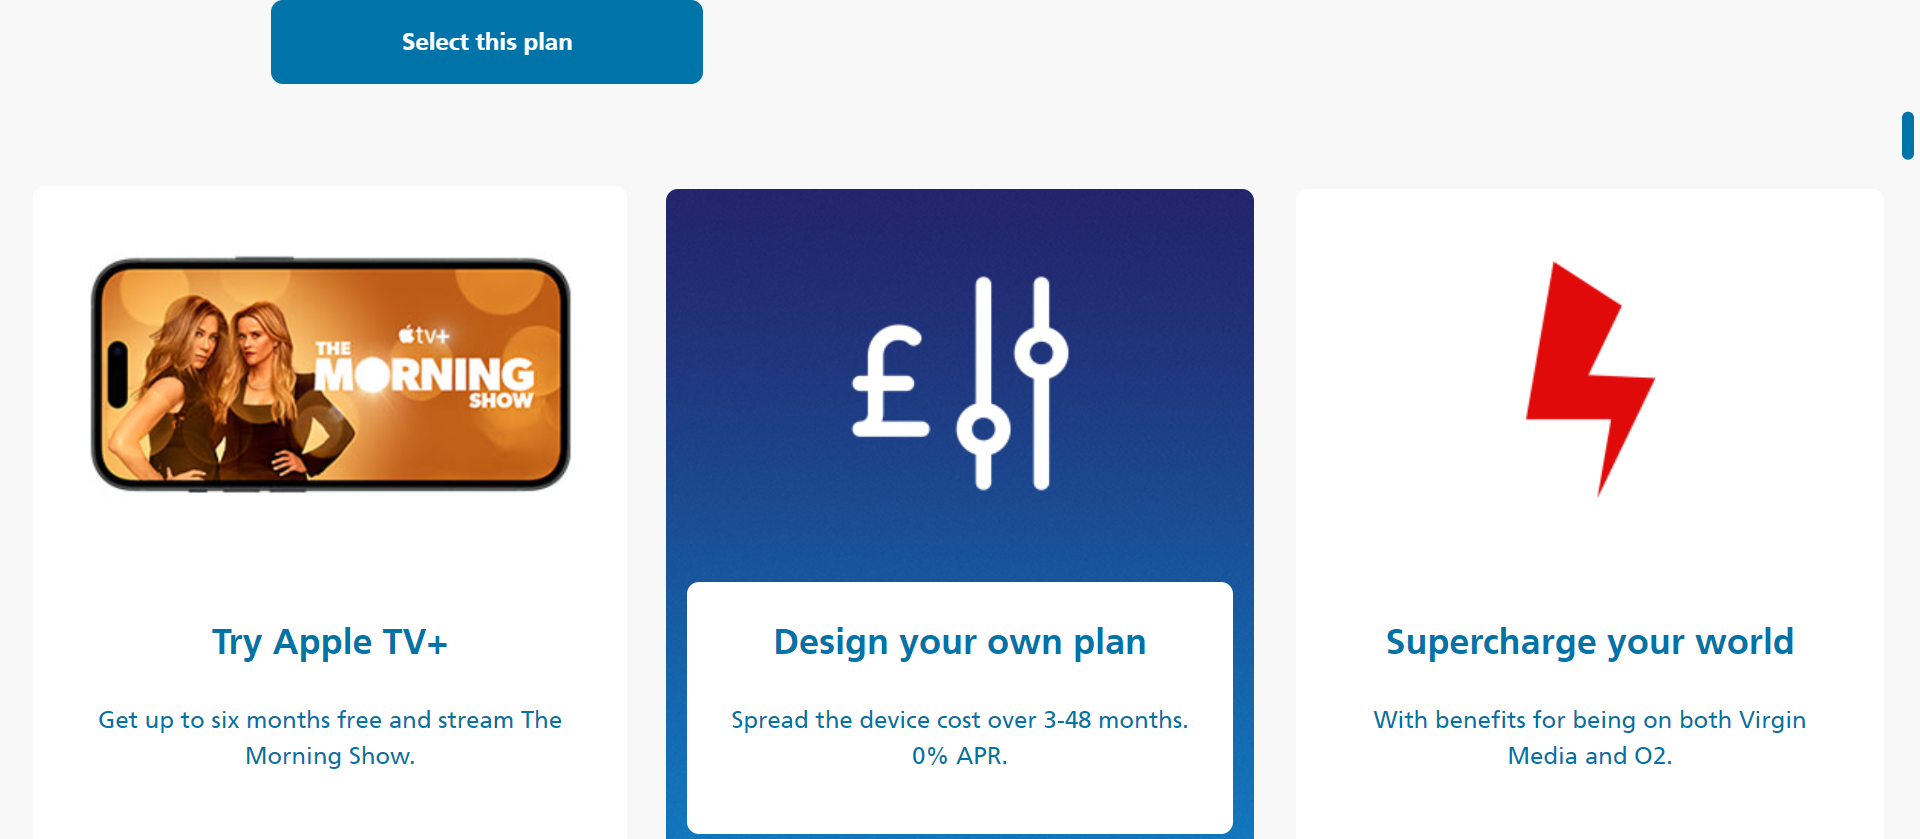 Select this plan
tv+
THE
MORNING
SHOW
£
Try Apple TV+
Get up to six months free and stream The
Morning Show.
Design your own plan
Spread the device cost over 3-48 months.
0% APR.
Supercharge your world
With benefits for being on both Virgin
Media and O2.